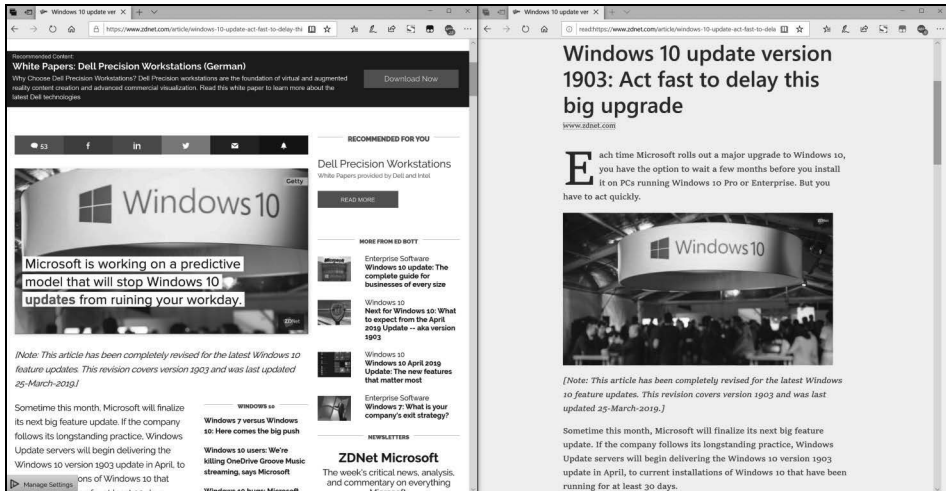 Windows 10 update ver
https://www.zdnet.com/article/windows-10-update-act-fast-to-delay-thi
Recommended Content:
White Papers: Dell Precision Workstations (German)
Why Choose Dell Precision Workstations? Dell Precision workstations are the foundation of virtual and augmented
reality content creation and advanced commercial visualization. Read this white paper to learn more about the
latest Dell technologies
Download Now
53
f
in
Getty
Windows 10
Microsoft is working on a predictive
model that will stop Windows 10
updates from ruining your workday.
ZDNet
[Note: This article has been completely revised for the latest Windows 10
feature updates. This revision covers version 1903 and was last updated
25-March-2019.]
Sometime this month, Microsoft will finalize
its next big feature update. If the company
follows its longstanding practice, Windows
Update servers will begin delivering the
Windows 10 version 1903 update in April, to
ons of Windows 10 that
Manage Settings
WINDOWS 10
Windows 7 versus Windows
10: Here comes the big push
Windows 10 users: We're
killing OneDrive Groove Music
streaming, says Microsoft
Windows 10 bugs: Microsoft
RECOMMENDED FOR YOU
Dell Precision Workstations
White Papers provided by Dell and Intel
READ MORE
MORE FROM ED BOTT
Enterprise Software
Windows 10 update: The
complete guide for
businesses of every size
Windows 10
Next for Windows 10: What
to expect from the April
2019 Update -- aka version
1903
Windows 10
Windows 10 April 2019
Update: The new features
that matter most
Enterprise Software
Windows 7: What is your
company's exit strategy?
NEWSLETTERS
ZDNet Microsoft
The week's critical news, analysis,
and commentary on everything
Microsoft
Windows 10 update ver
read:https://www.zdnet.com/article/windows-10-update-act-fast-to-dela
Windows 10 update version
1903: Act fast to delay this
big upgrade
www.zdnet.com
Each time Microsoft rolls out a major upgrade to Windows 10,
you have the option to wait a few months before you install
it on PCs running Windows 10 Pro or Enterprise. But you
have to act quickly.
Windows 10
[Note: This article has been completely revised for the latest Windows
10 feature updates. This revision covers version 1903 and was last
updated 25-March-2019.]
Sometime this month, Microsoft will finalize its next big feature
update. If the company follows its longstanding practice, Windows
Update servers will begin delivering the Windows 10 version 1903
update in April, to current installations of Windows 10 that have been
running for at least 30 days.